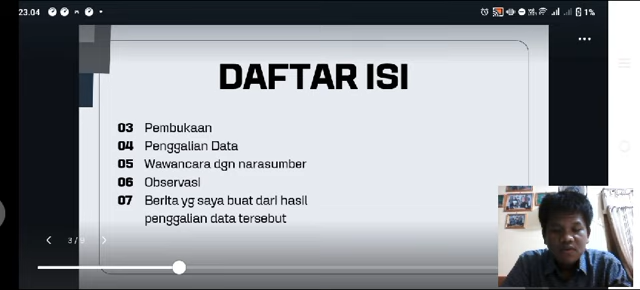 23.04
1%
DAFTAR ISI
03 Pembukaan
04 Penggalian Data
05 Wawancara dgn narasumber
06 Observasi
07 Berita yg saya buat dari hasil
penggalian data tersebut